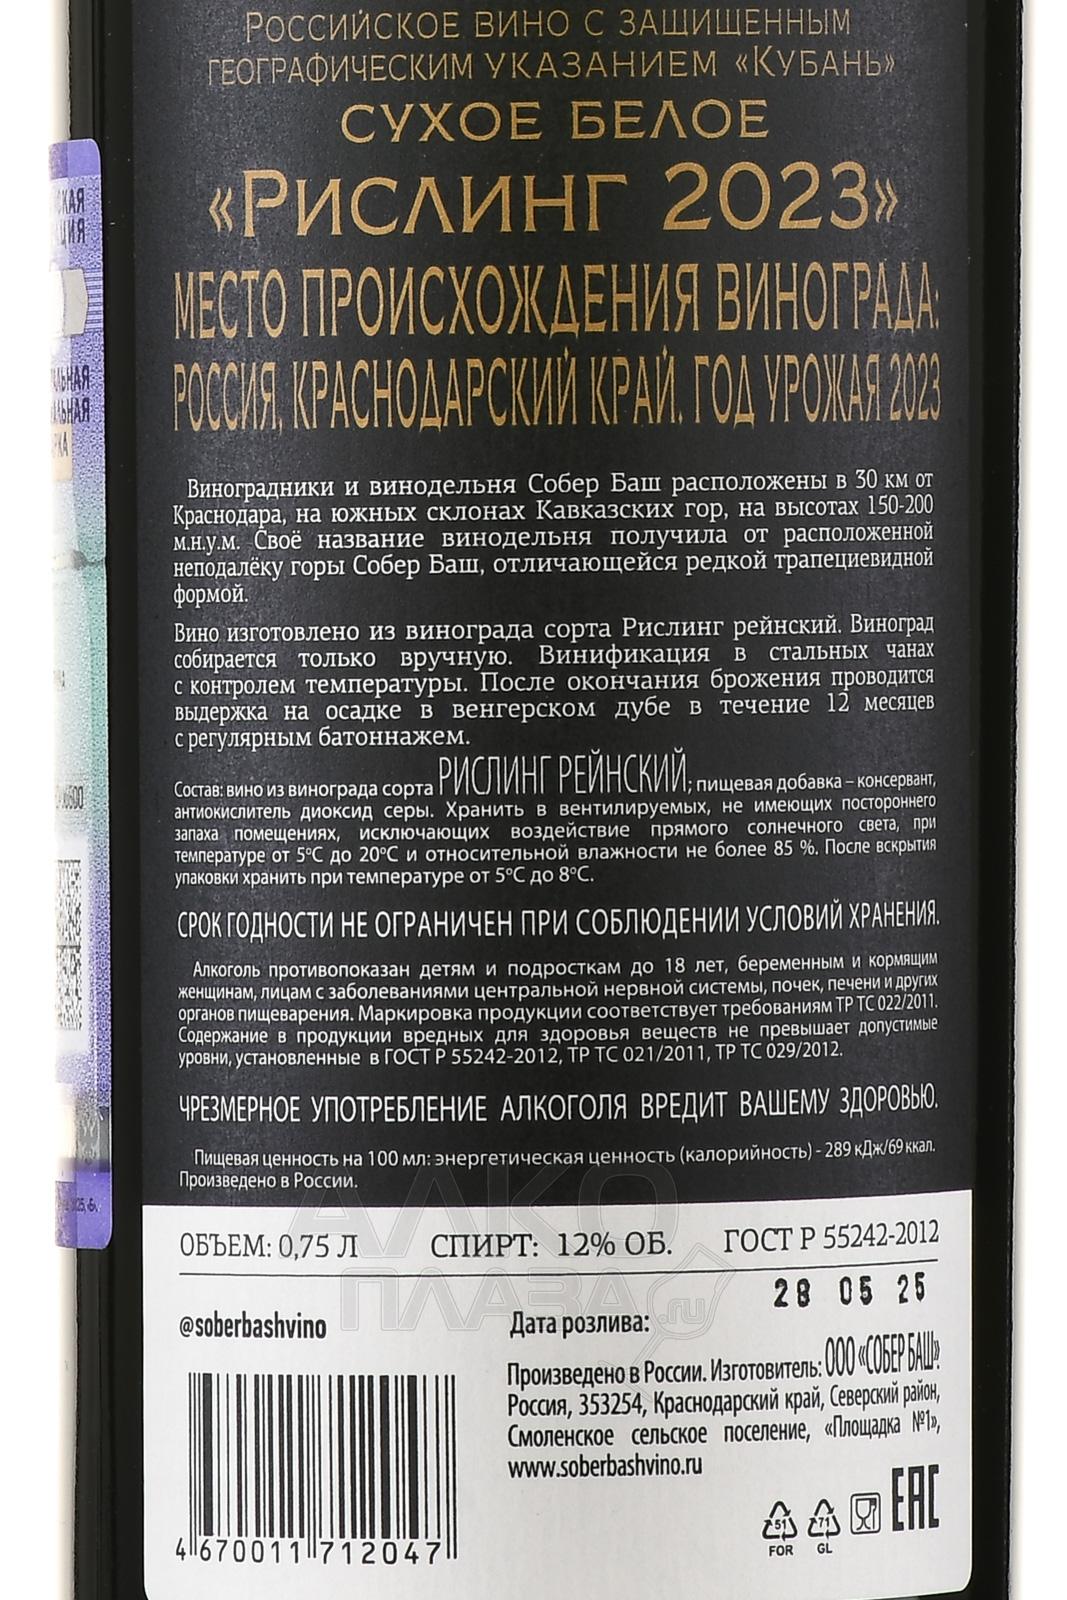 РОССИЙСКОЕ ВИНО С ЗАЩИЩЕННЫМ
ГЕОГРАФИЧЕСКИМ УКАЗАНИЕМ «КУБАНЬ»
СУХОЕ БЕЛОЕ
«РИСЛИНГ 2023»
МЕСТО ПРОИСХОЖДЕНИЯ ВИНОГРАДА:
РОССИЯ, КРАСНОДАРСКИЙ КРАЙ. ГОД УРОЖАЯ 2023
Виноградники и винодельня Собер Баш расположены в 30 км от
Краснодара, на южных склонах Кавказских гор, на высотах 150-200
м.н.у.м. Своё название винодельня получила от расположенной
неподалёку горы Собер Баш, отличающейся редкой трапециевидной
формой.
Вино изготовлено из винограда сорта Рислинг рейнский. Виноград
собирается только вручную. Винификация в стальных чанах
с контролем температуры. После окончания брожения проводится
выдержка на осадке в венгерском дубе в течение 12 месяцев
с регулярным батоннажем.
Состав: вино из винограда сорта РИСЛИНГ РЕЙНСКИЙ; пищевая добавка – консервант,
антиокислитель диоксид серы. Хранить в вентилируемых, не имеющих постороннего
запаха помещениях, исключающих воздействие прямого солнечного света, при
температуре от 5°С до 20°С и относительной влажности не более 85 %. После вскрытия
упаковки хранить при температуре от 5°С до 8°С.
СРОК ГОДНОСТИ НЕ ОГРАНИЧЕН ПРИ СОБЛЮДЕНИИ УСЛОВИЙ ХРАНЕНИЯ.
Алкоголь противопоказан детям и подросткам до 18 лет, беременным и кормящим
женщинам, лицам с заболеваниями центральной нервной системы, почек, печени и других
органов пищеварения. Маркировка продукции соответствует требованиям ТР ТС 022/2011.
Содержание в продукции вредных для здоровья веществ не превышает допустимые
уровни, установленные в ГОСТ Р 55242-2012, ТР ТС 021/2011, ТР ТС 029/2012.
ЧРЕЗМЕРНОЕ УПОТРЕБЛЕНИЕ АЛКОГОЛЯ ВРЕДИТ ВАШЕМУ ЗДОРОВЬЮ.
Пищевая ценность на 100 мл: энергетическая ценность (калорийность) - 289 кДж/69 ккал.
Произведено в России.
ОБЪЕМ: 0,75 Л СПИРТ: 12% ОБ. ГОСТ Р 55242-2012
28 05 25
@soberbashvino Дата розлива:
Произведено в России. Изготовитель: ООО «СОБЕР БАШ».
Россия, 353254, Краснодарский край, Северский район,
Смоленское сельское поселение, «Площадка №1»,
www.soberbashvino.ru
EAC
51 71
FOR GL
4 670011 712047
АЛКО
ПЛАЗА.ru